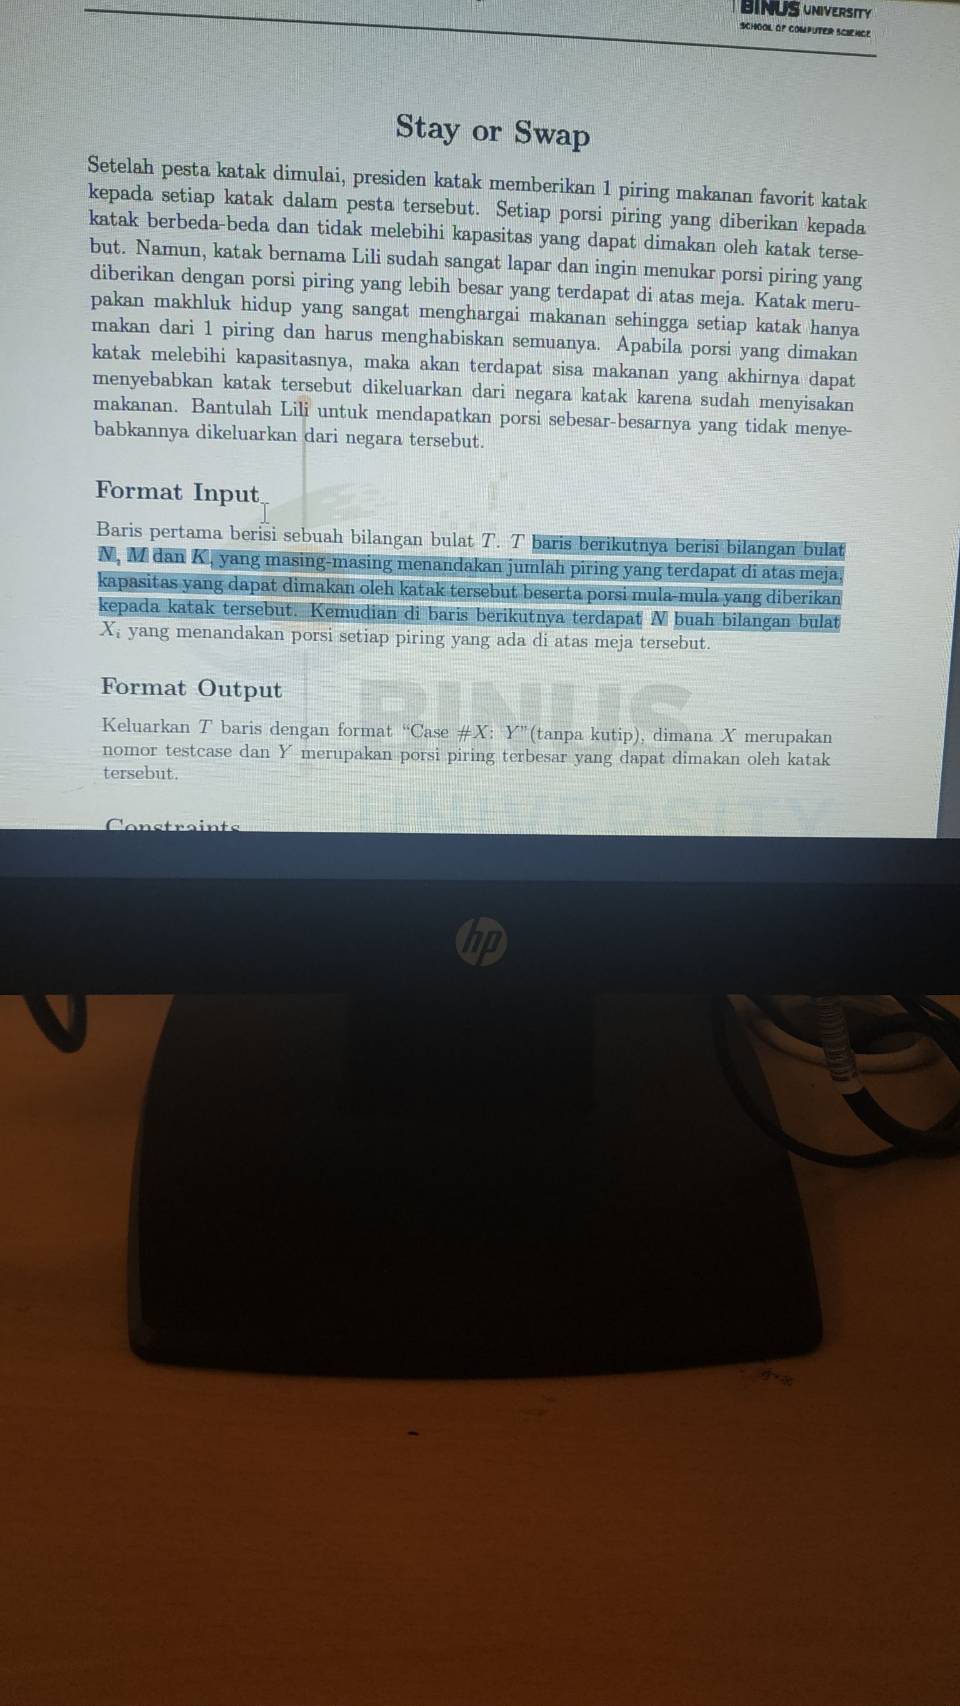 BINUS UNIVERSITY
SCHOOL OF COMPUTER SCIENCE
Stay or Swap
Setelah pesta katak dimulai, presiden katak memberikan 1 piring makanan favorit katak
kepada setiap katak dalam pesta tersebut. Setiap porsi piring yang diberikan kepada
katak berbeda-beda dan tidak melebihi kapasitas yang dapat dimakan oleh katak terse-
but. Namun, katak bernama Lili sudah sangat lapar dan ingin menukar porsi piring yang
diberikan dengan porsi piring yang lebih besar yang terdapat di atas meja. Katak meru-
pakan makhluk hidup yang sangat menghargai makanan sehingga setiap katak hanya
makan dari 1 piring dan harus menghabiskan semuanya. Apabila porsi yang dimakan
katak melebihi kapasitasnya, maka akan terdapat sisa makanan yang akhirnya dapat
menyebabkan katak tersebut dikeluarkan dari negara katak karena sudah menyisakan
makanan. Bantulah Lili untuk mendapatkan porsi sebesar-besarnya yang tidak menye-
babkannya dikeluarkan dari negara tersebut.
Format Input
Baris pertama berisi sebuah bilangan bulat T. T baris berikutnya berisi bilangan bulat
N, M dan K, yang masing-masing menandakan jumlah piring yang terdapat di atas meja,
kapasitas yang dapat dimakan oleh katak tersebut beserta porsi mula-mula yang diberikan
kepada katak tersebut. Kemudian di baris berikutnya terdapat N buah bilangan bulat
Xᵢ yang menandakan porsi setiap piring yang ada di atas meja tersebut.
Format Output
Keluarkan T baris dengan format “Case #X: Y”(tanpa kutip), dimana X merupakan
nomor testcase dan Y merupakan porsi piring terbesar yang dapat dimakan oleh katak
tersebut.
BINUS
UNIVERSITY
Constraints
hp